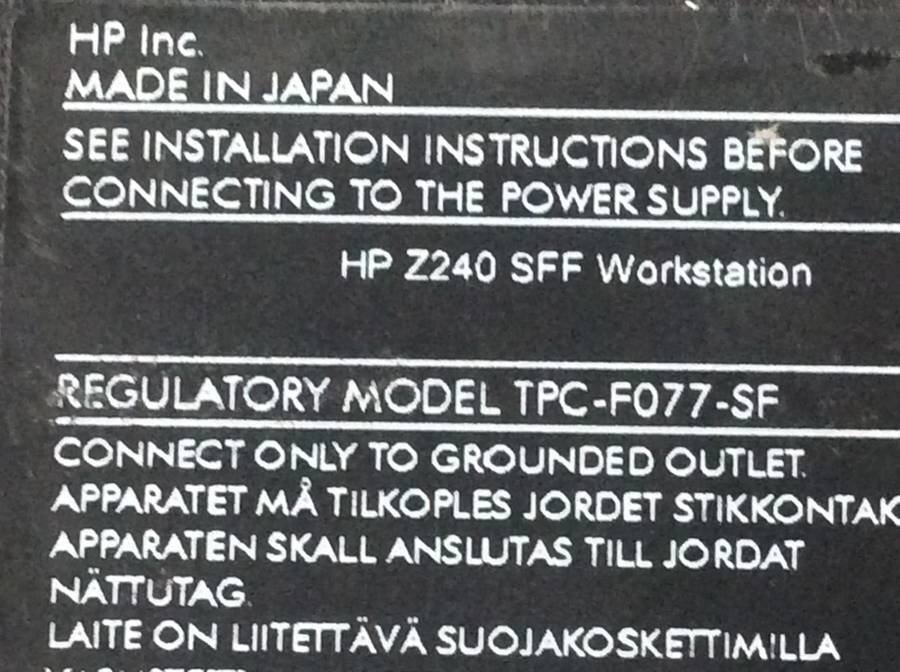 HP Inc.
MADE IN JAPAN
SEE INSTALLATION INSTRUCTIONS BEFORE
CONNECTING TO THE POWER SUPPLY.
HP Z240 SFF Workstation
REGULATORY MODEL TPC-F077-SF
CONNECT ONLY TO GROUNDED OUTLET.
APPARATET MÅ TILKOPLES JORDET STIKKONTAK
APPARATEN SKALL ANSLUTAS TILL JORDAT
NÄTTUTAG.
LAITE ON LIITETTÄVÄ SUOJAKOSKETTIMILLA